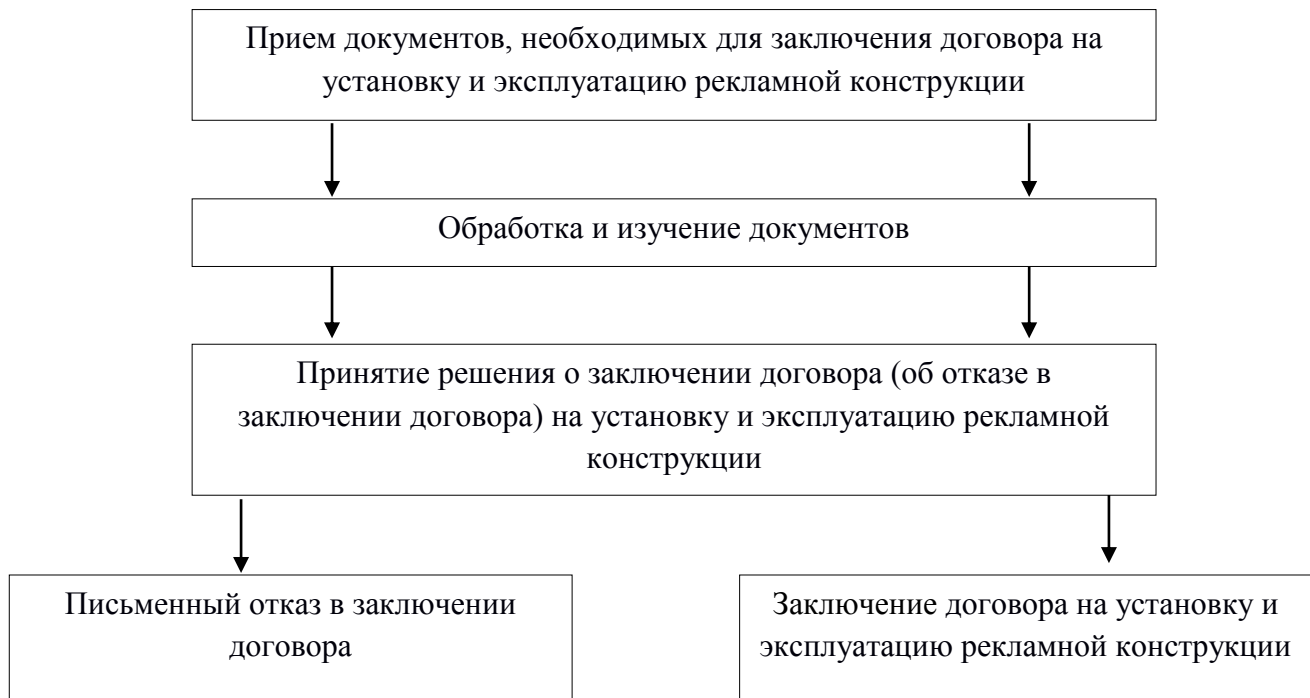 Прием документов, необходимых для заключения договора на
установку и эксплуатацию рекламной конструкции
Обработка и изучение документов
Принятие решения о заключении договора (об отказе в
заключении договора) на установку и эксплуатацию рекламной
конструкции
Письменный отказ в заключении
договора
Заключение договора на установку и
эксплуатацию рекламной конструкции